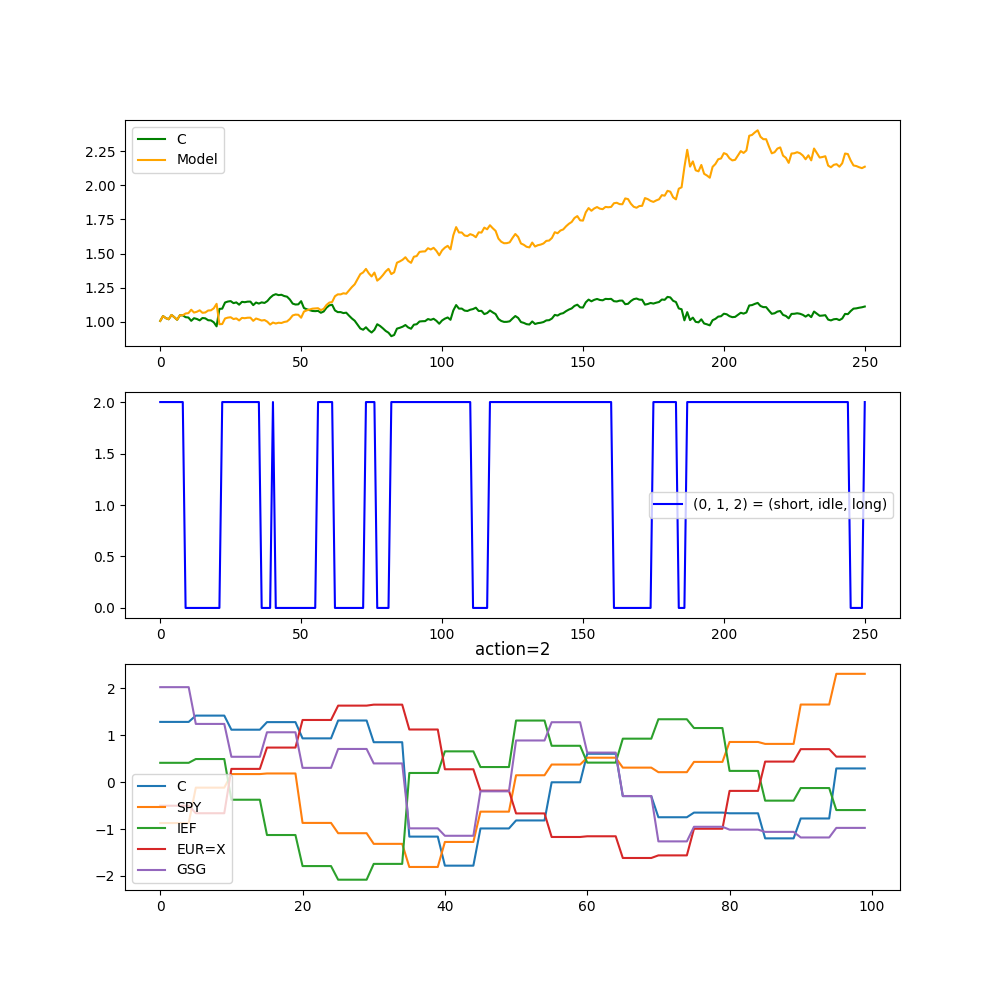 C
Model
2.25
2.00
1.75
1.50
1.25
1.00
0 50 100 150 200 250
2.0
1.5
1.0
0.5
0.0
(0, 1, 2) = (short, idle, long)
0 50 100 150 200 250
action=2
2
1
0
−1
−2
C
SPY
IEF
EUR=X
GSG
0 20 40 60 80 100